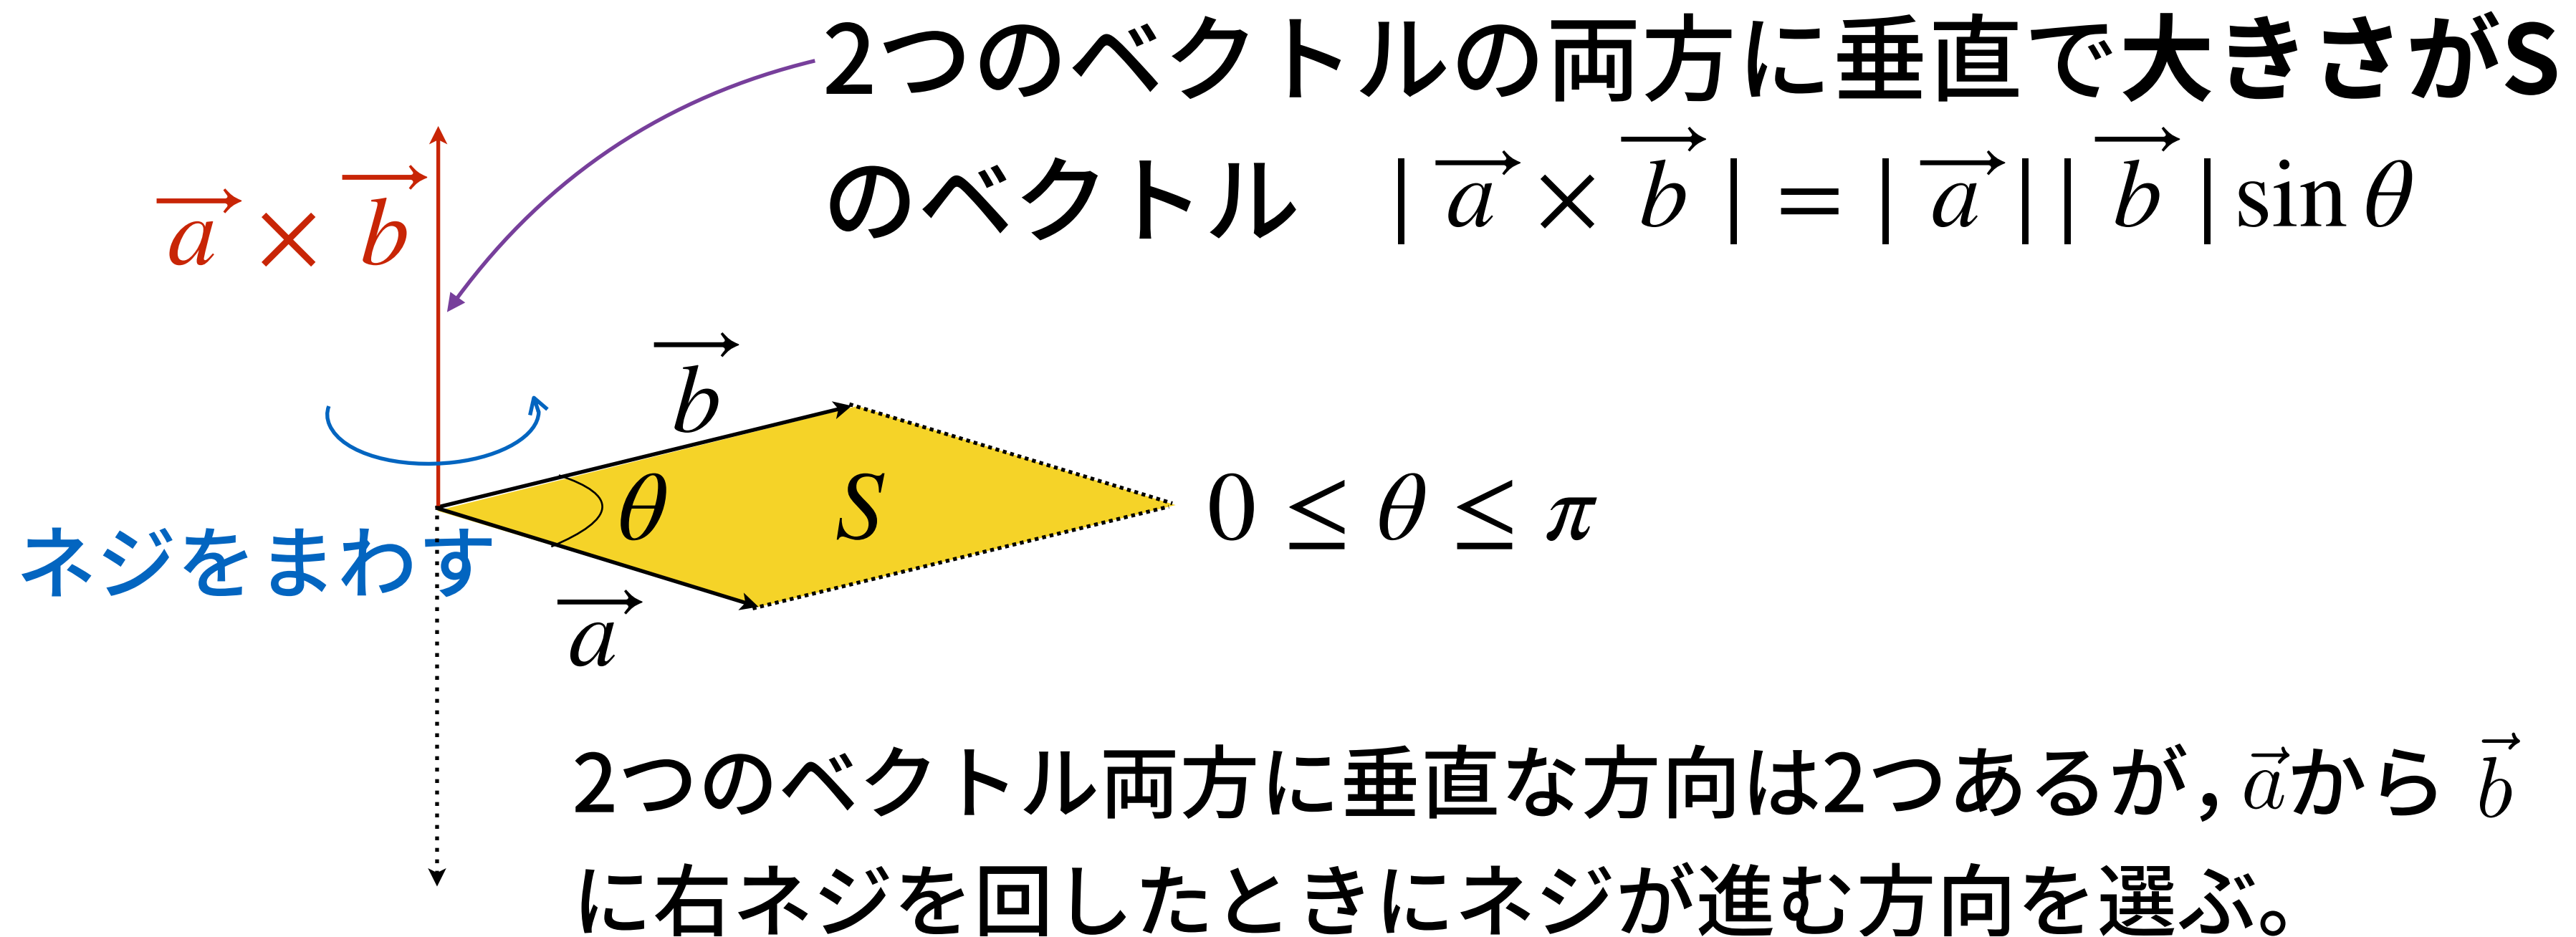 2つのベクトルの両方に垂直で大きさがS
のベクトル |a⃗ × b⃗| = |a⃗||b⃗| sin θ
a⃗ × b⃗
b⃗
θ
S
0 ≤ θ ≤ π
ネジをまわす
a⃗
2つのベクトル両方に垂直な方向は2つあるが, a⃗から b⃗
に右ネジを回したときにネジが進む方向を選ぶ。